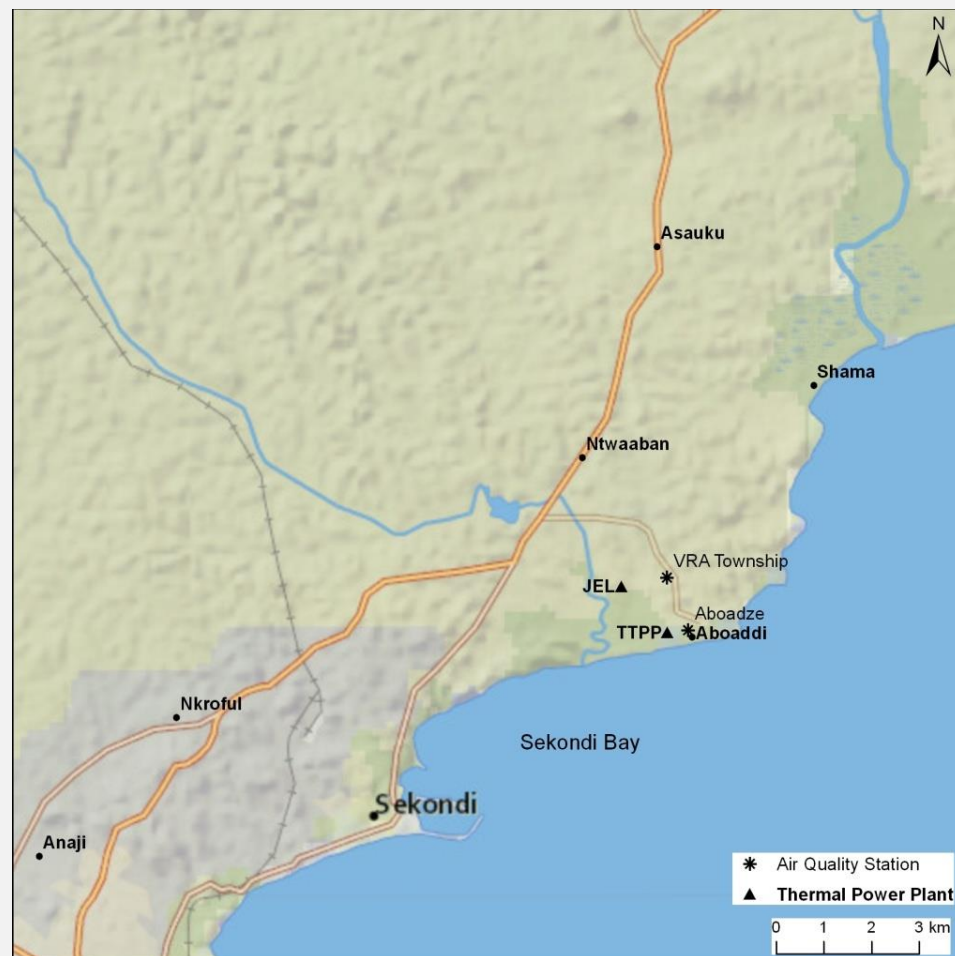 N
Asauku
Shama
Ntwaaban
VRA Township
JEL
Aboadze
TTPP
Aboaddi
Nkroful
Sekondi Bay
Sekondi
Anaji
Air Quality Station
Thermal Power Plant
0 1 2 3 km